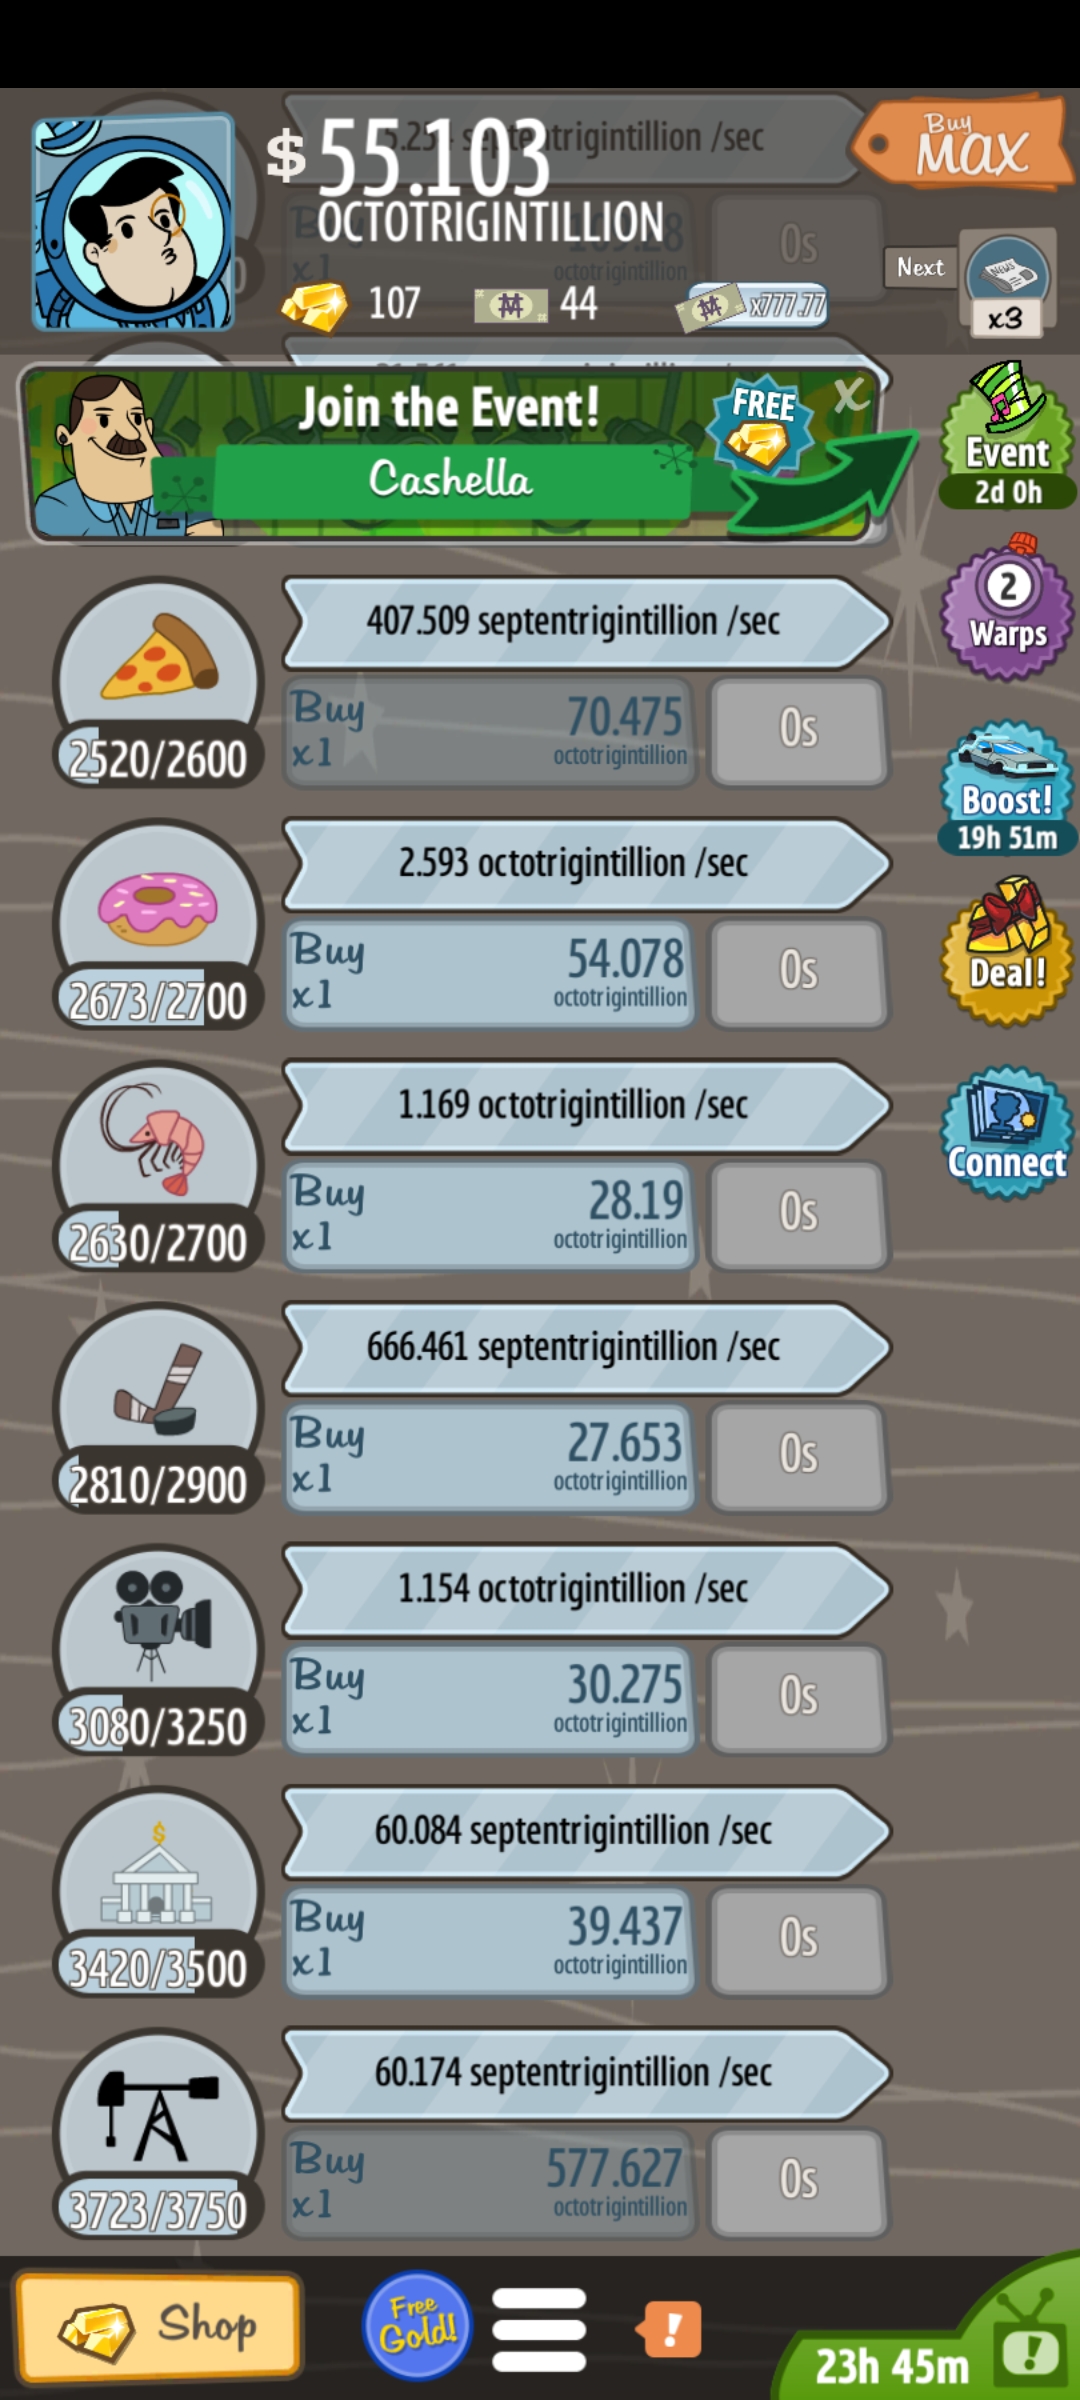 septentrigintillion /sec
$ 55.103
OCTOTRIGINTILLION
Buy
MAX
Buy
x1
octotrigintillion
0s
107
44
x777.77
Next
NEWS
x3
Join the Event!
Cashella
FREE
X
Event
2d 0h
407.509 septentrigintillion /sec
2520/2600
Buy
x1
70.475
octotrigintillion
0s
2
Warps
Boost!
19h 51m
2.593 octotrigintillion /sec
2673/2700
Buy
x1
54.078
octotrigintillion
0s
Deal!
1.169 octotrigintillion /sec
2630/2700
Buy
x1
28.19
octotrigintillion
0s
Connect
666.461 septentrigintillion /sec
2810/2900
Buy
x1
27.653
octotrigintillion
0s
1.154 octotrigintillion /sec
3080/3250
Buy
x1
30.275
octotrigintillion
0s
$
60.084 septentrigintillion /sec
3420/3500
Buy
x1
39.437
octotrigintillion
0s
60.174 septentrigintillion /sec
3723/3750
Buy
x1
577.627
octotrigintillion
0s
Shop
Free
Gold!
!
23h 45m
!